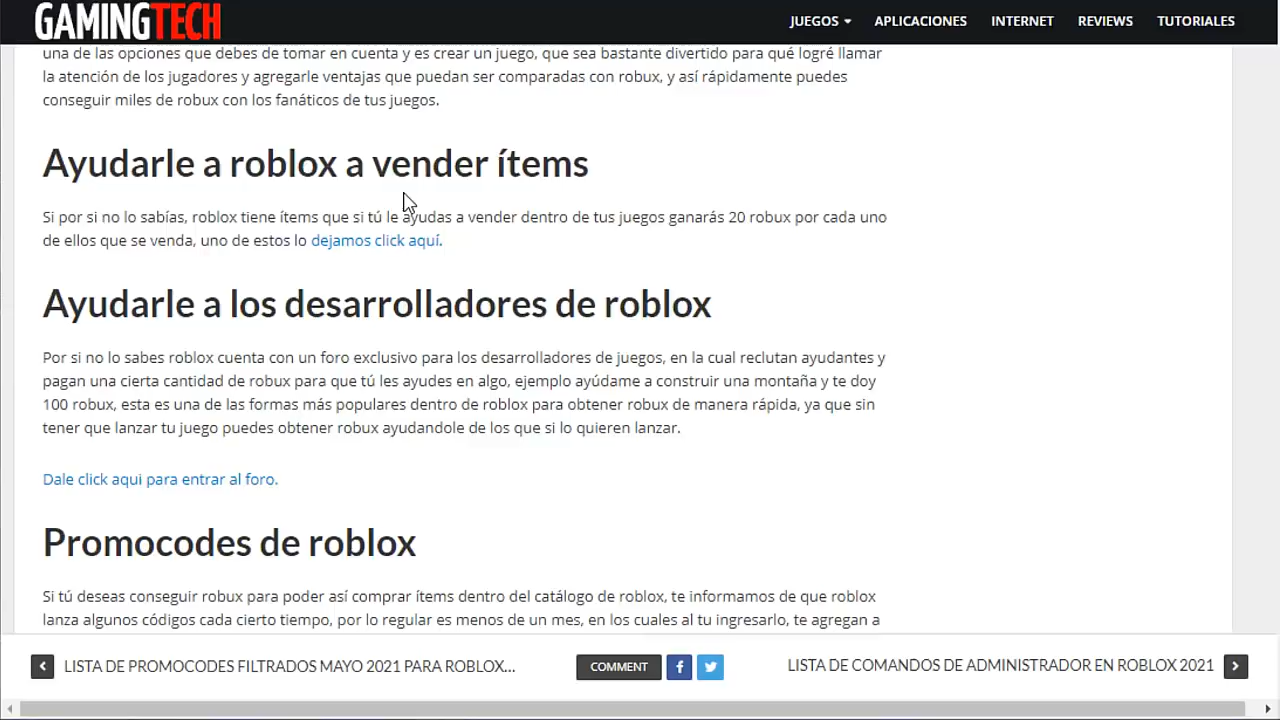 GAMINGTECH
JUEGOS
APLICACIONES
INTERNET
REVIEWS
TUTORIALES
una de las opciones que debes de tomar en cuenta y es crear un juego, que sea bastante divertido para qué logré llamar
la atención de los jugadores y agregarle ventajas que puedan ser comparadas con robux, y así rápidamente puedes
conseguir miles de robux con los fanáticos de tus juegos.
Ayudarle a roblox a vender ítems
Si por si no lo sabías, roblox tiene ítems que si tú le ayudas a vender dentro de tus juegos ganarás 20 robux por cada uno
de ellos que se venda, uno de estos lo dejamos click aquí.
Ayudarle a los desarrolladores de roblox
Por si no lo sabes roblox cuenta con un foro exclusivo para los desarrolladores de juegos, en la cual reclutan ayudantes y
pagan una cierta cantidad de robux para que tú les ayudes en algo, ejemplo ayúdame a construir una montaña y te doy
100 robux, esta es una de las formas más populares dentro de roblox para obtener robux de manera rápida, ya que sin
tener que lanzar tu juego puedes obtener robux ayudandole de los que si lo quieren lanzar.
Dale click aqui para entrar al foro.
Promocodes de roblox
Si tú deseas conseguir robux para poder así comprar ítems dentro del catálogo de roblox, te informamos de que roblox
lanza algunos códigos cada cierto tiempo, por lo regular es menos de un mes, en los cuales al tu ingresarlo, te agregan a
LISTA DE PROMOCODES FILTRADOS MAYO 2021 PARA ROBLOX...
COMMENT
LISTA DE COMANDOS DE ADMINISTRADOR EN ROBLOX 2021